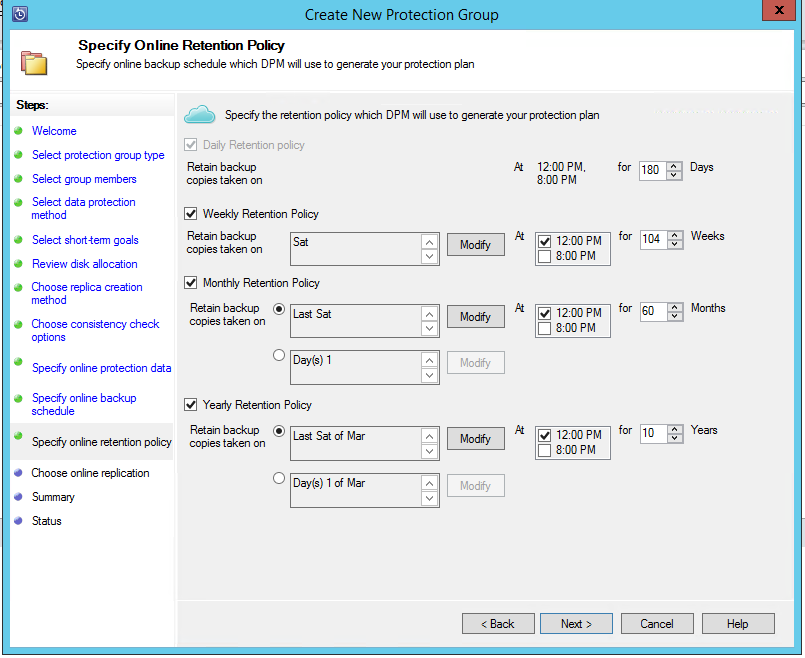 Create New Protection Group
x
Specify Online Retention Policy
Specify online backup schedule which DPM will use to generate your protection plan
Steps:
Welcome
Select protection group type
Select group members
Select data protection
method
Select short-term goals
Review disk allocation
Choose replica creation
method
Choose consistency check
options
Specify online protection data
Specify online backup
schedule
Specify online retention policy
Choose online replication
Summary
Status
Specify the retention policy which DPM will use to generate your protection plan
Daily Retention policy
Retain backup
copies taken on
At
12:00 PM,
8:00 PM
for
180
Days
Weekly Retention Policy
Retain backup
copies taken on
Sat
Modify
At
12:00 PM
8:00 PM
for
104
Weeks
Monthly Retention Policy
Retain backup
copies taken on
Last Sat
Modify
At
12:00 PM
8:00 PM
for
60
Months
Day(s) 1
Modify
Yearly Retention Policy
Retain backup
copies taken on
Last Sat of Mar
Modify
At
12:00 PM
8:00 PM
for
10
Years
Day(s) 1 of Mar
Modify
< Back
Next >
Cancel
Help